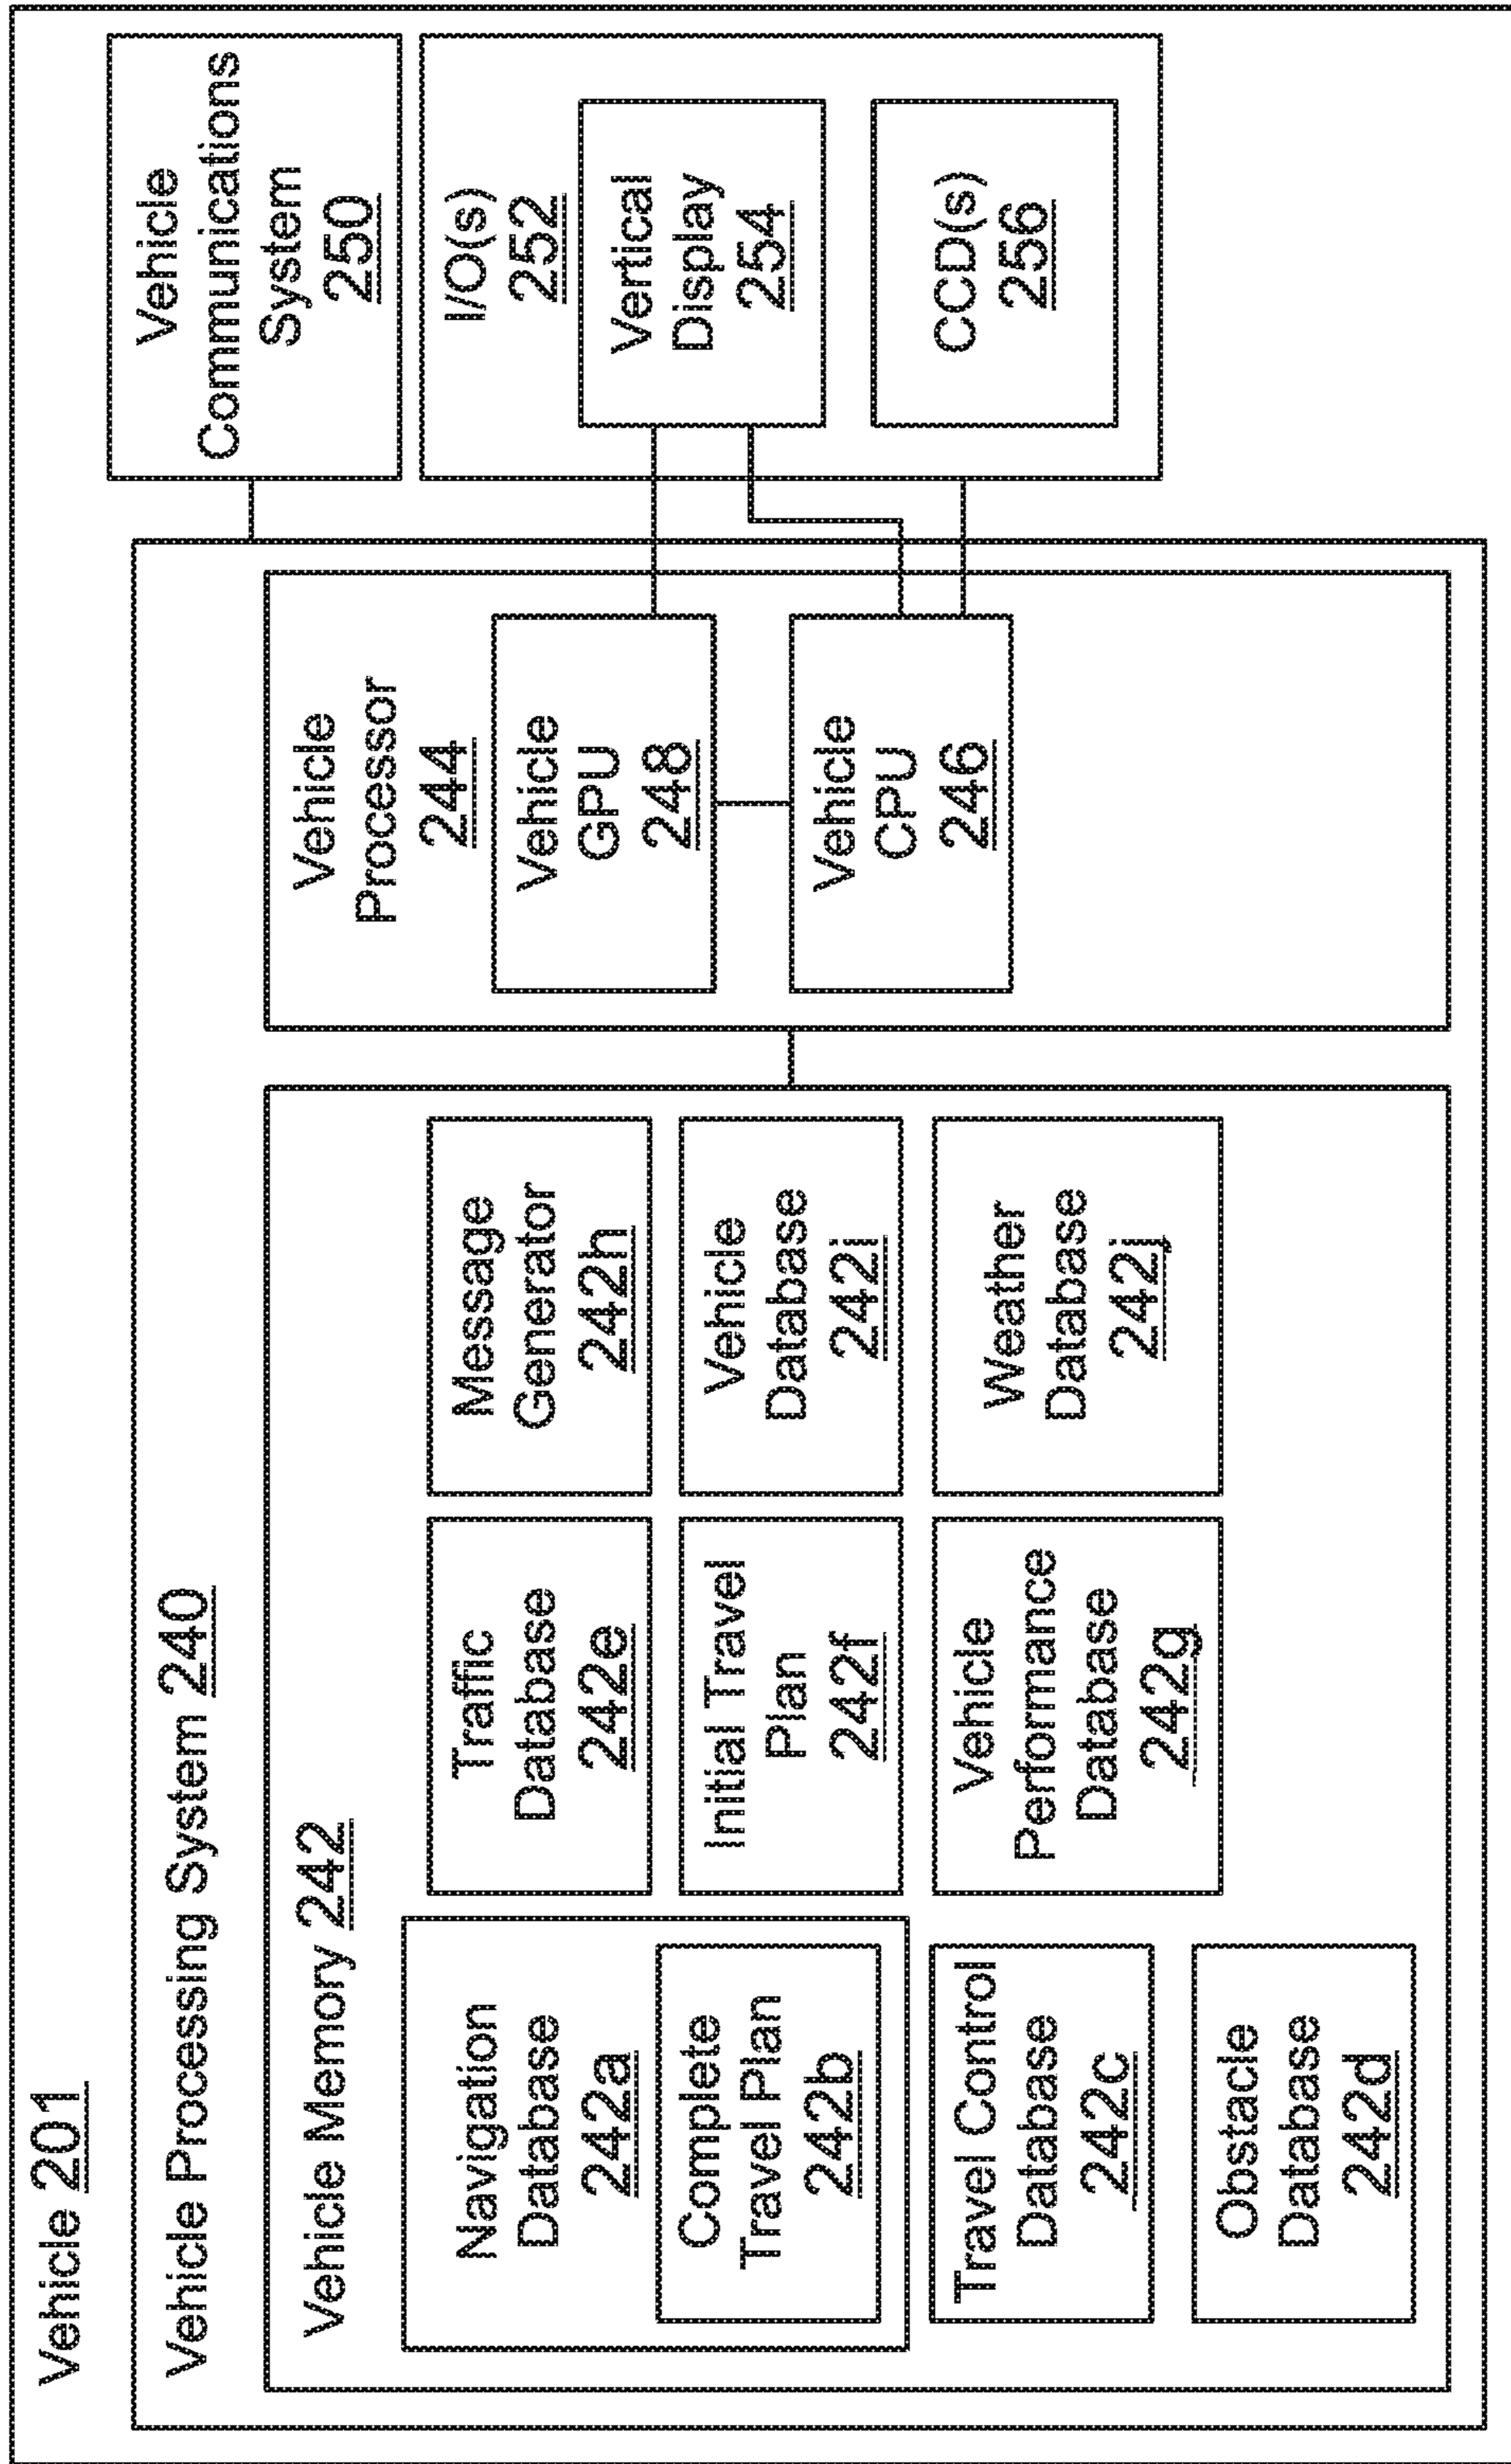 Vehicle 201
Vehicle Processing System 240
Vehicle Memory 242
Navigation
Database
242a
Complete
Travel Plan
242b
Travel Control
Database
242c
Obstacle
Database
242d
Traffic
Database
242e
Initial Travel
Plan
242f
Vehicle
Performance
Database
242g
Message
Generator
242h
Vehicle
Database
242i
Weather
Database
242j
Vehicle
Processor
244
Vehicle
GPU
248
Vehicle
CPU
246
Vehicle
Communications
System
250
I/O(s)
252
Vertical
Display
254
CCD(s)
256